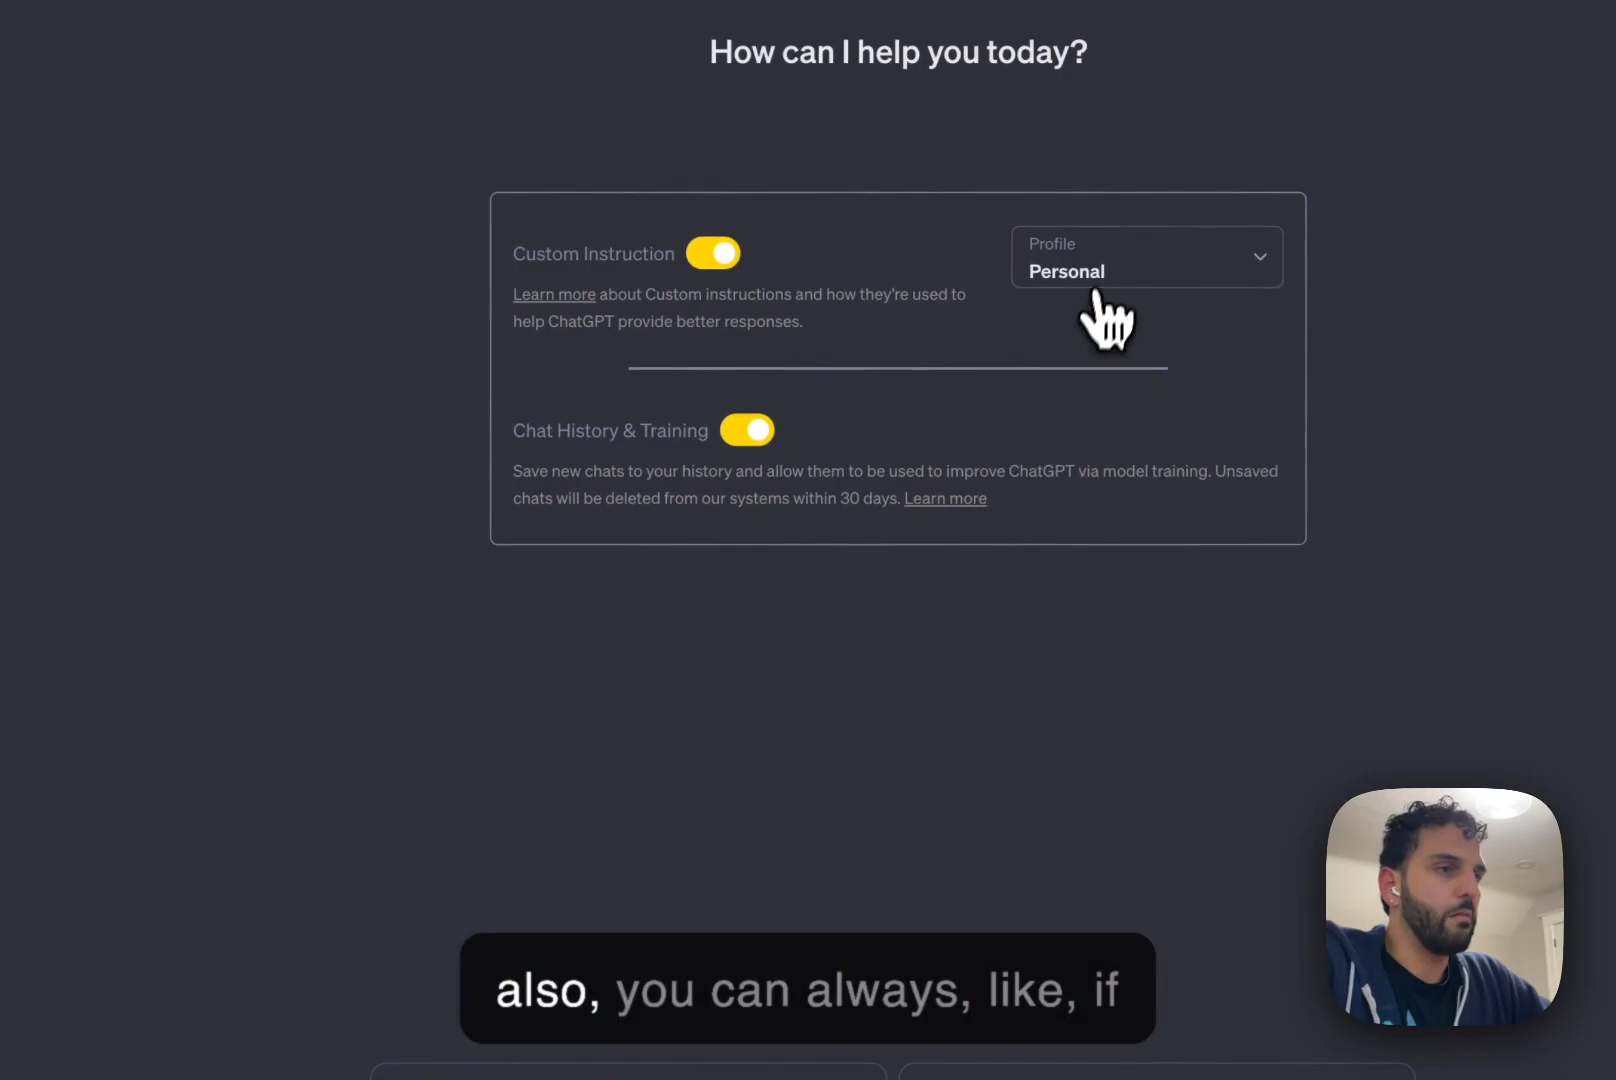 How can I help you today?
Custom Instruction
Profile
Personal
Learn more about Custom instructions and how they're used to
help ChatGPT provide better responses.
Chat History & Training
Save new chats to your history and allow them to be used to improve ChatGPT via model training. Unsaved
chats will be deleted from our systems within 30 days. Learn more
also, you can always, like, if